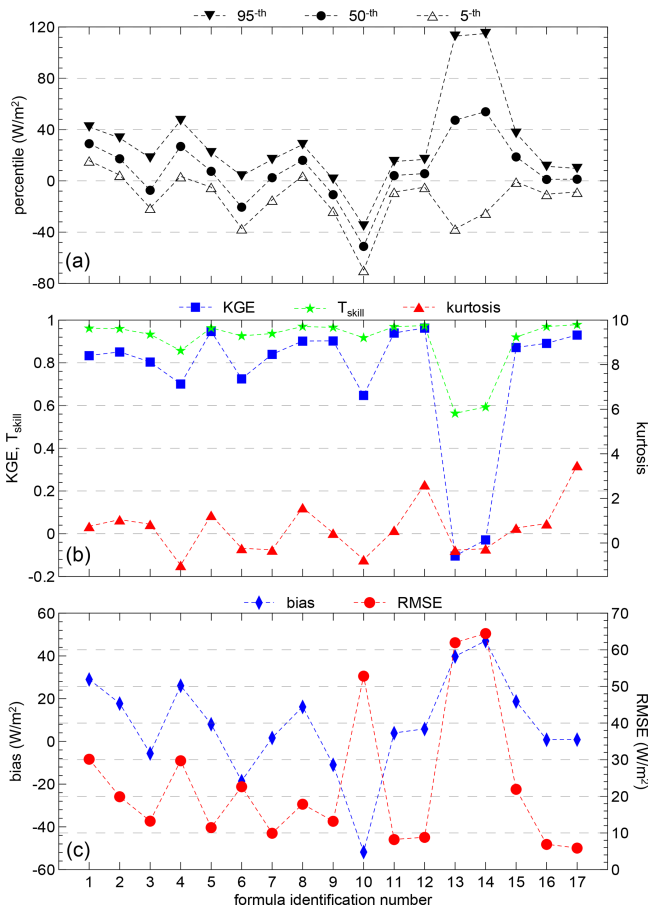 95-th 50-th 5-th
120
80
40
0
-40
-80
percentile (W/m2)
(a)
KGE Tskill kurtosis
1
0.8
0.6
0.4
0.2
0
-0.2
KGE, Tskill
10
8
6
4
2
0
kurtosis
(b)
bias RMSE
60
40
20
0
-20
-40
-60
bias (W/m2)
70
60
50
40
30
20
10
0
RMSE (W/m2)
(c)
1 2 3 4 5 6 7 8 9 10 11 12 13 14 15 16 17
formula identification number